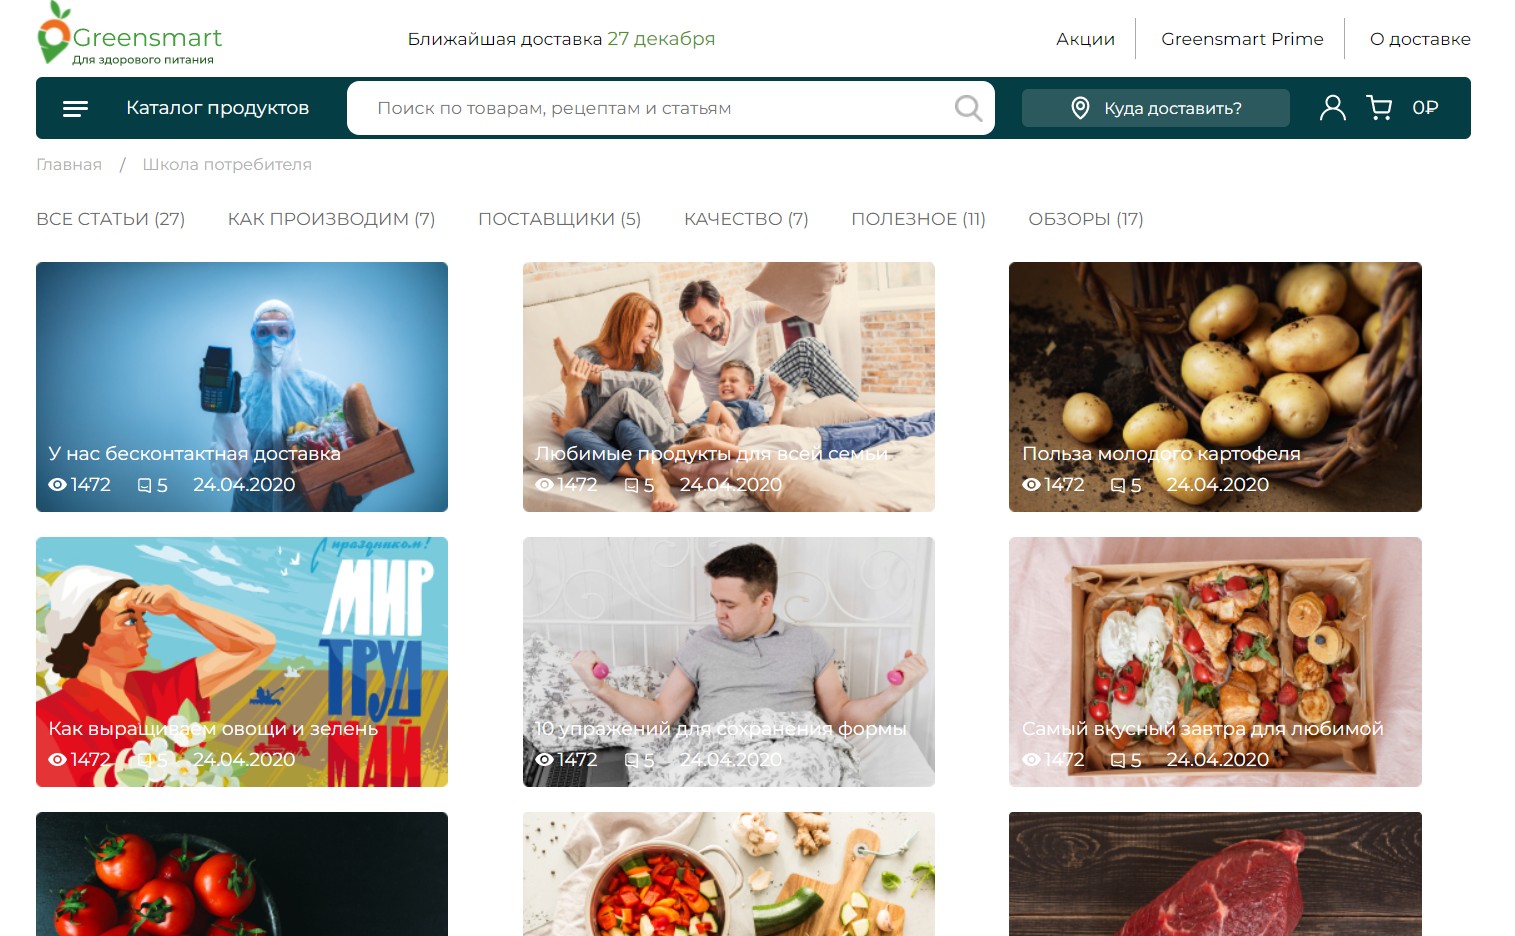 Greensmart
Для здорового питания
Ближайшая доставка 27 декабря
Акции
Greensmart Prime
О доставке
Каталог продуктов
Поиск по товарам, рецептам и статьям
Куда доставить?
0₽
Главная / Школа потребителя
ВСЕ СТАТЬИ (27)
КАК ПРОИЗВОДИМ (7)
ПОСТАВЩИКИ (5)
КАЧЕСТВО (7)
ПОЛЕЗНОЕ (11)
ОБЗОРЫ (17)
У нас бесконтактная доставка
1472 5 24.04.2020
Любимые продукты для всей семьи
1472 5 24.04.2020
Польза молодого картофеля
1472 5 24.04.2020
с праздником!
МИР
ТРУД
МАЙ
Как выращиваем овощи и зелень
1472 5 24.04.2020
10 упражений для сохранения формы
1472 5 24.04.2020
Самый вкусный завтра для любимой
1472 5 24.04.2020